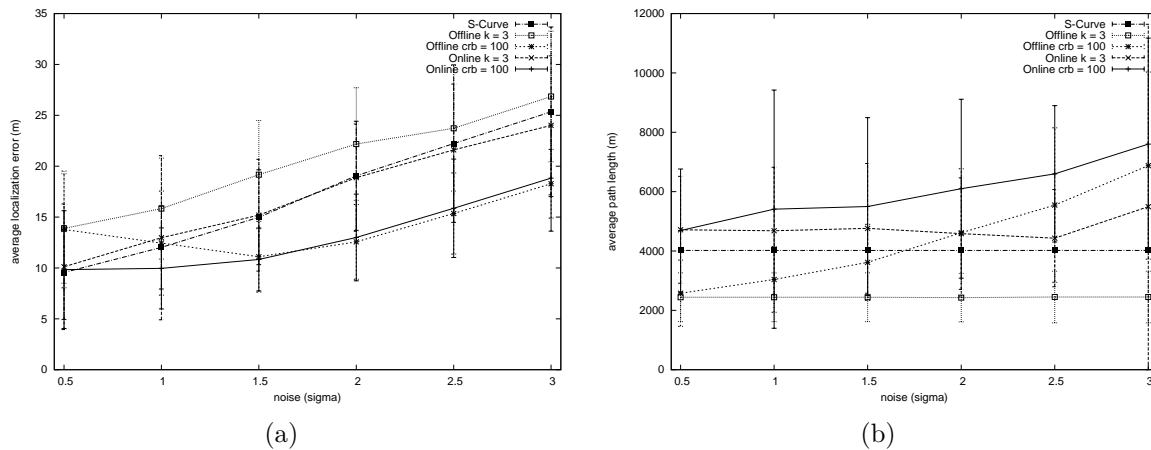 35
30
25
20
15
10
5
0
0.5 1 1.5 2 2.5 3
average localization error (m)
noise (sigma)
S-Curve
Offline k = 3
Offline crb = 100
Online k = 3
Online crb = 100
(a)
12000
10000
8000
6000
4000
2000
0
0.5 1 1.5 2 2.5 3
average path length (m)
noise (sigma)
S-Curve
Offline k = 3
Offline crb = 100
Online k = 3
Online crb = 100
(b)